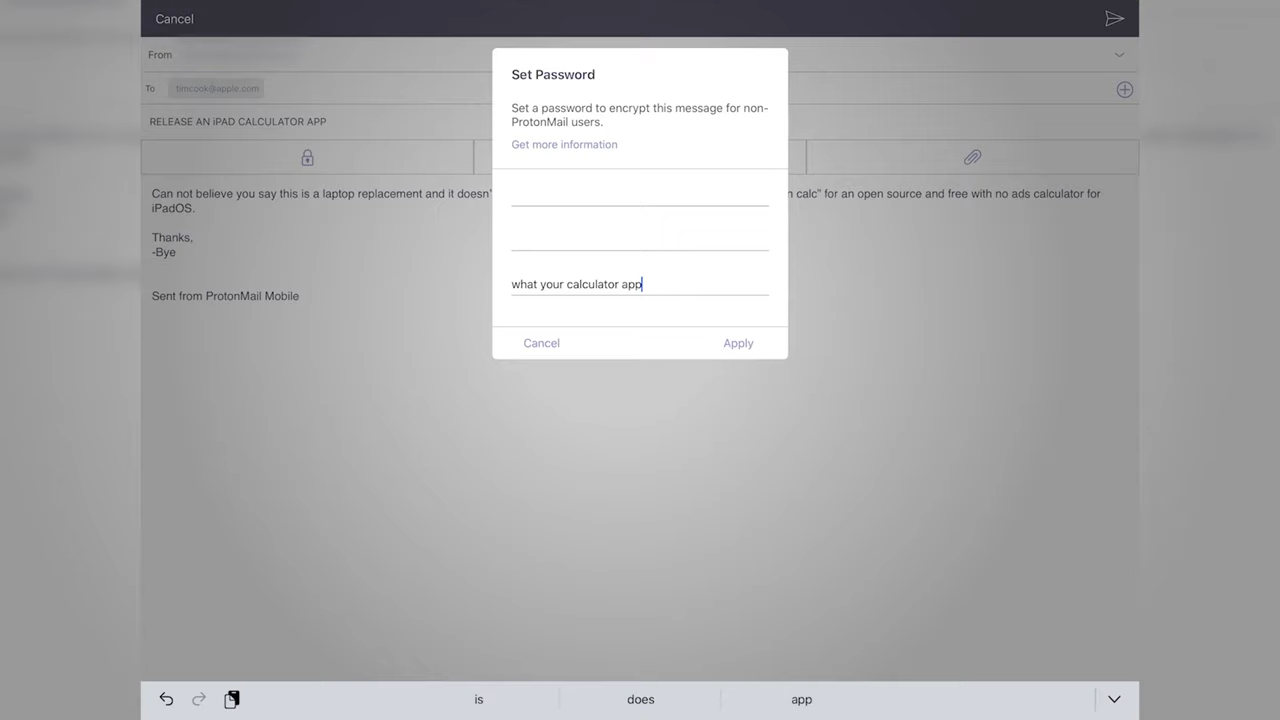 Cancel
From
To timcook@apple.com
RELEASE AN iPAD CALCULATOR APP
Can not believe you say this is a laptop replacement and it doesn' calc" for an open source and free with no ads calculator for
iPadOS.
Thanks,
-Bye
Sent from ProtonMail Mobile
Set Password
Set a password to encrypt this message for non-
ProtonMail users.
Get more information
what your calculator app
Cancel Apply
is does app